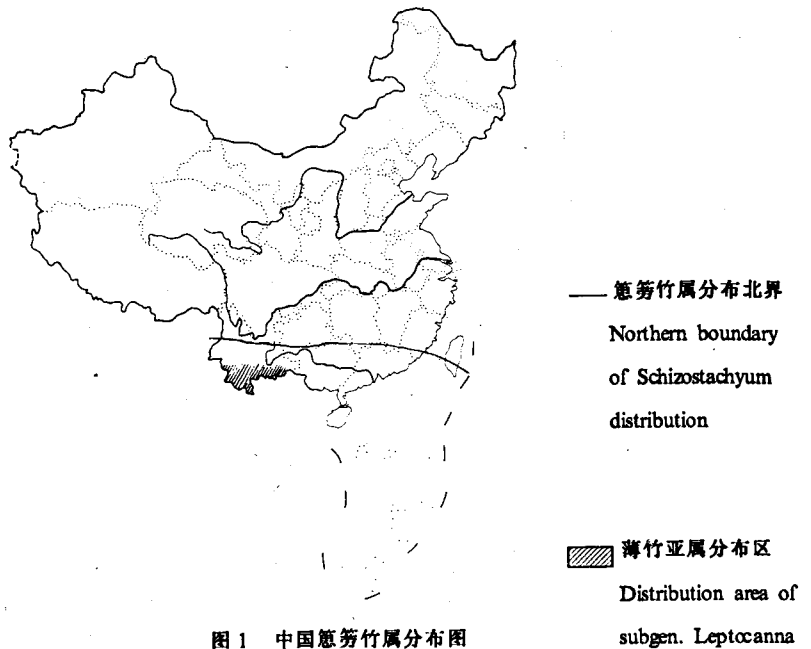 箣竻竹属分布北界
Northern boundary
of Schizostachyum
distribution
薄竹亚属分布区
Distribution area of
subgen. Leptocanna
图 1 中国箣竻竹属分布图